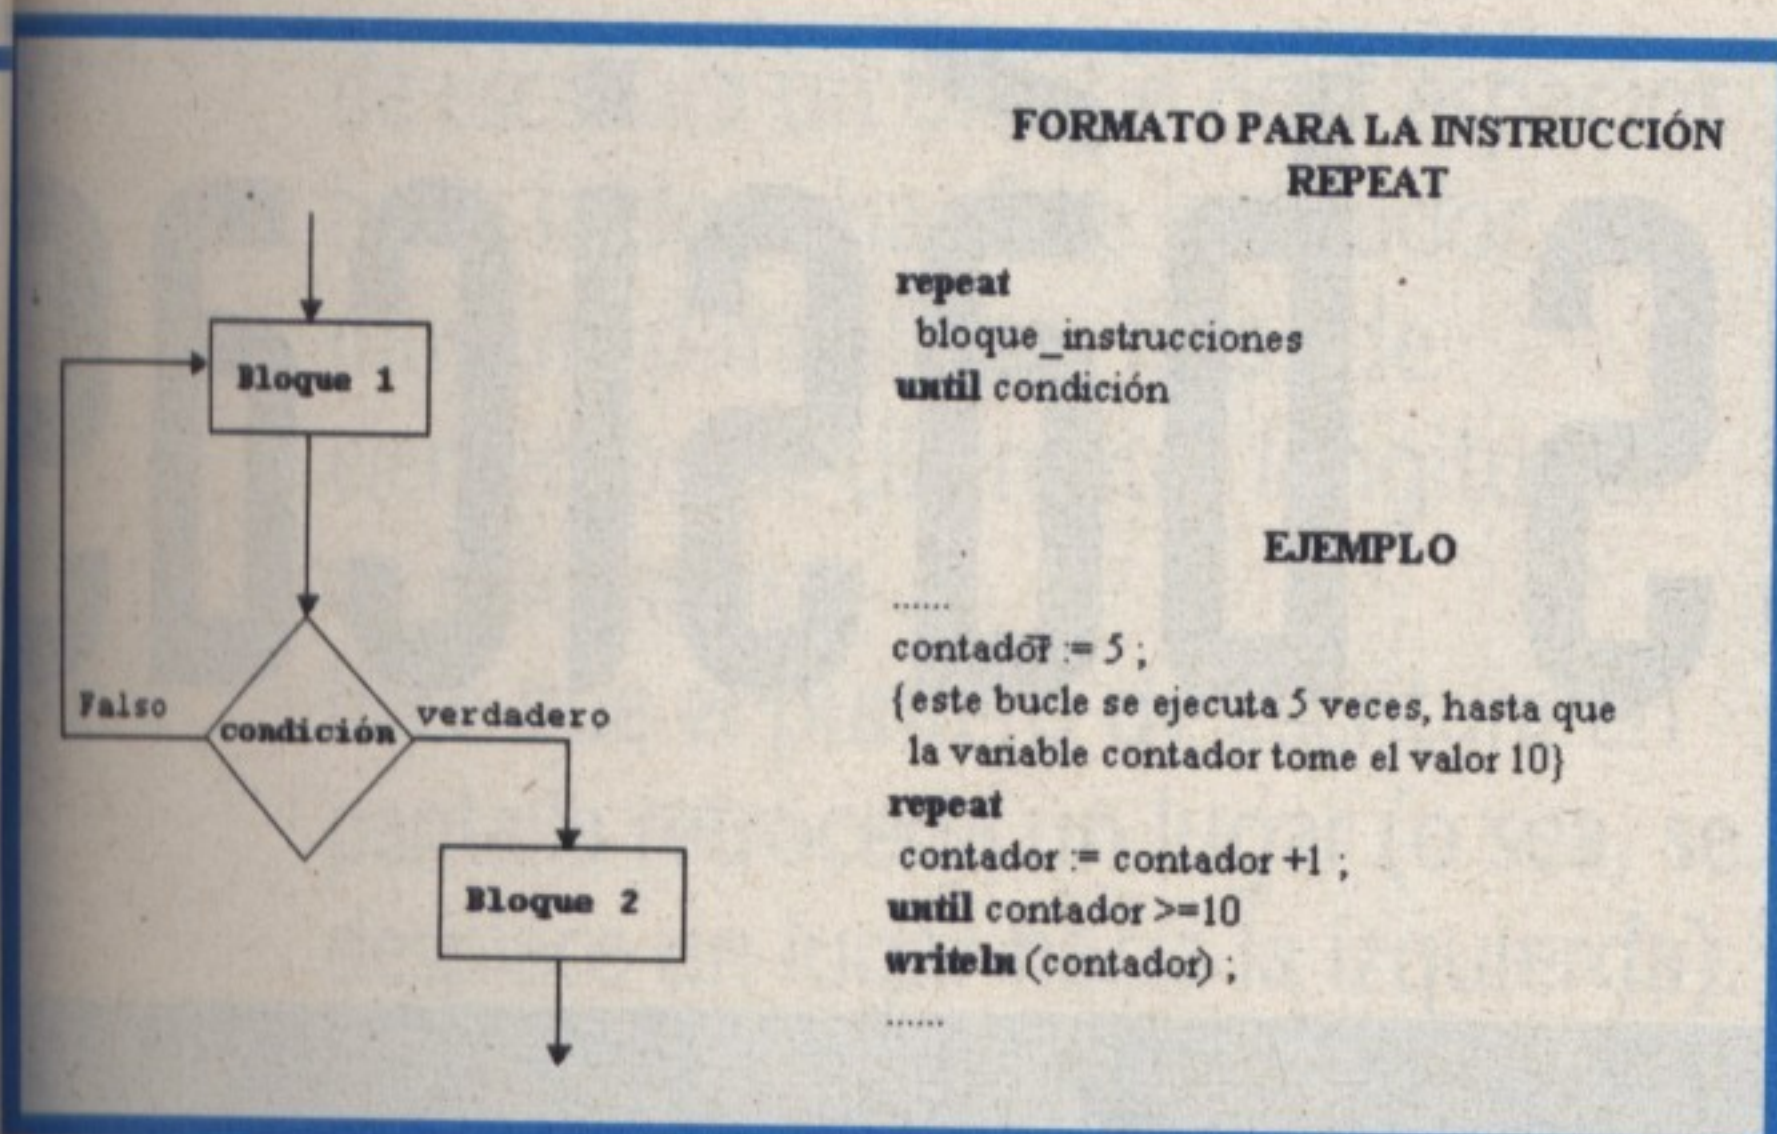 FORMATO PARA LA INSTRUCCIÓN
REPEAT
repeat
bloque_instrucciones
until condición
EJEMPLO
......
contador := 5 ;
{este bucle se ejecuta 5 veces, hasta que
la variable contador tome el valor 10}
repeat
contador := contador +1 ;
until contador >=10
writeln (contador) ;
......
Bloque 1
Falso
condición
verdadero
Bloque 2